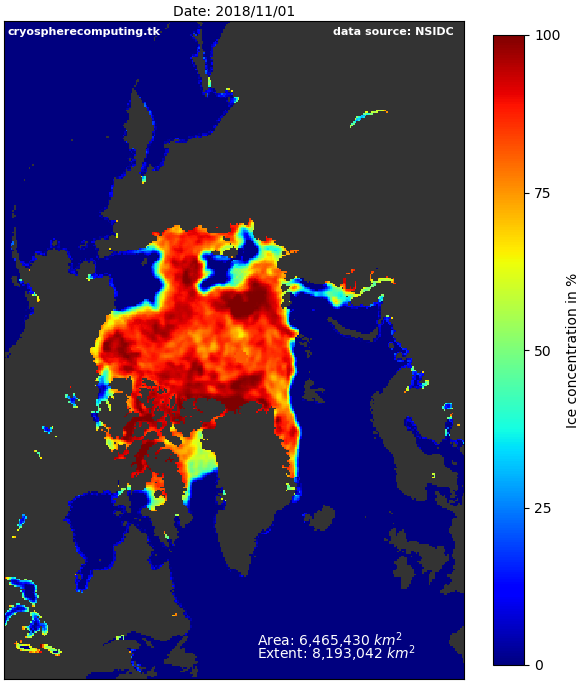 Date: 2018/11/01
cryospherecomputing.tk data source: NSIDC
100
75
50
25
0
Ice concentration in %
Area: 6,465,430 km²
Extent: 8,193,042 km²